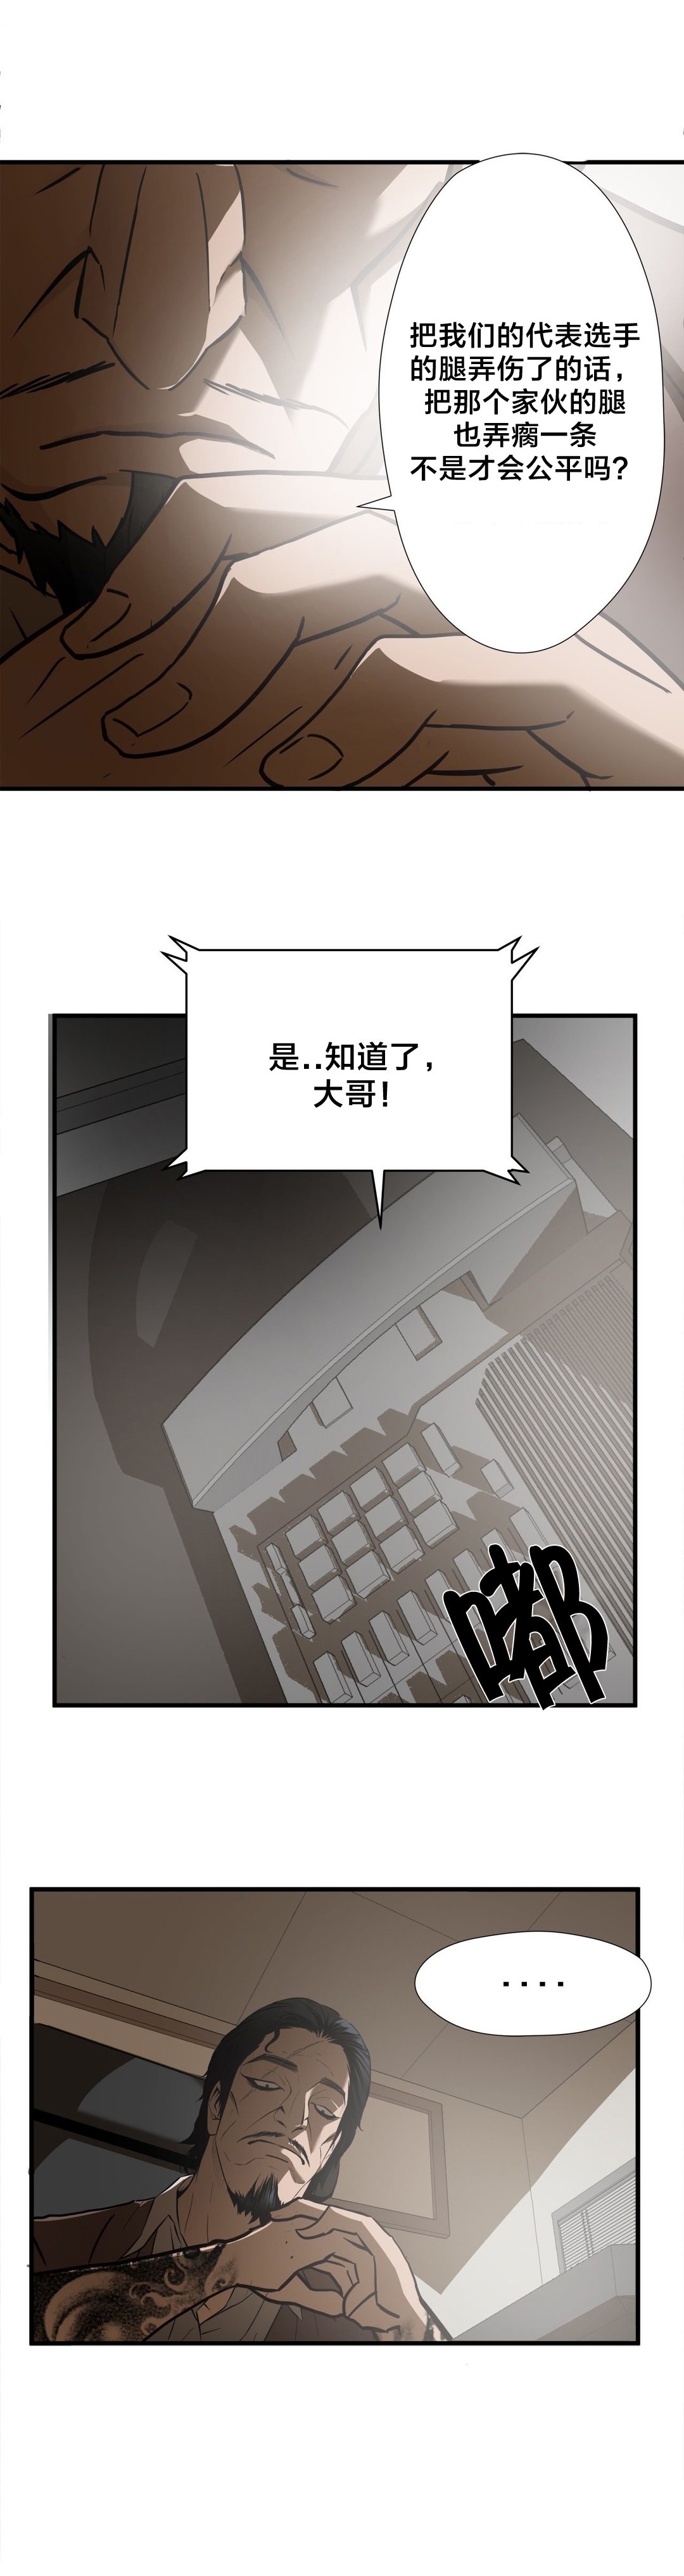 把我们的代表选手
的腿弄伤了的话，
把那个家伙的腿
也弄瘸一条
不是才会公平吗？
是..知道了，
大哥！
嘟
....